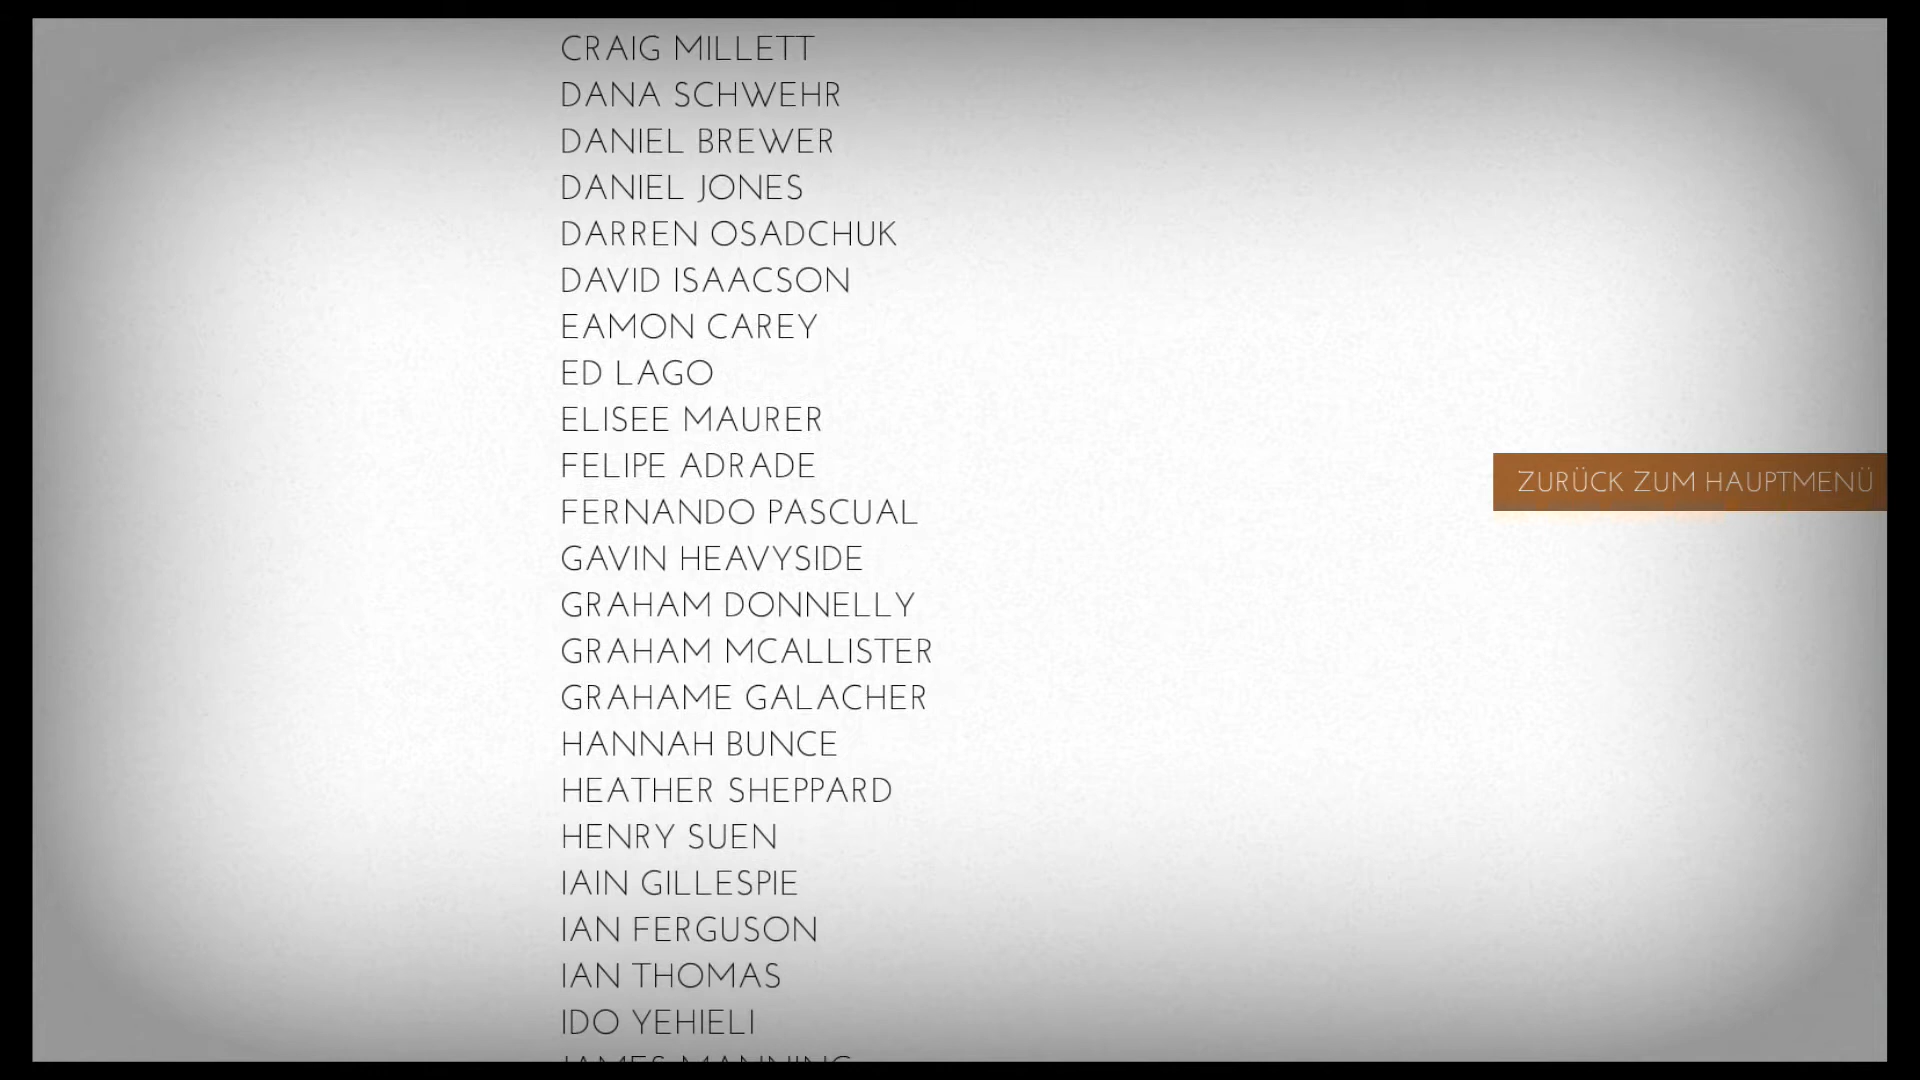 CRAIG MILLETT
DANA SCHWEHR
DANIEL BREWER
DANIEL JONES
DARREN OSADCHUK
DAVID ISAACSON
EAMON CAREY
ED LAGO
ELISEE MAURER
FELIPE ADRADE
ZURÜCK ZUM HAUPTMENÜ
FERNANDO PASCUAL
GAVIN HEAVYSIDE
GRAHAM DONNELLY
GRAHAM MCALLISTER
GRAHAME GALACHER
HANNAH BUNCE
HEATHER SHEPPARD
HENRY SUEN
IAIN GILLESPIE
IAN FERGUSON
IAN THOMAS
IDO YEHIELI
JAMES MANNING